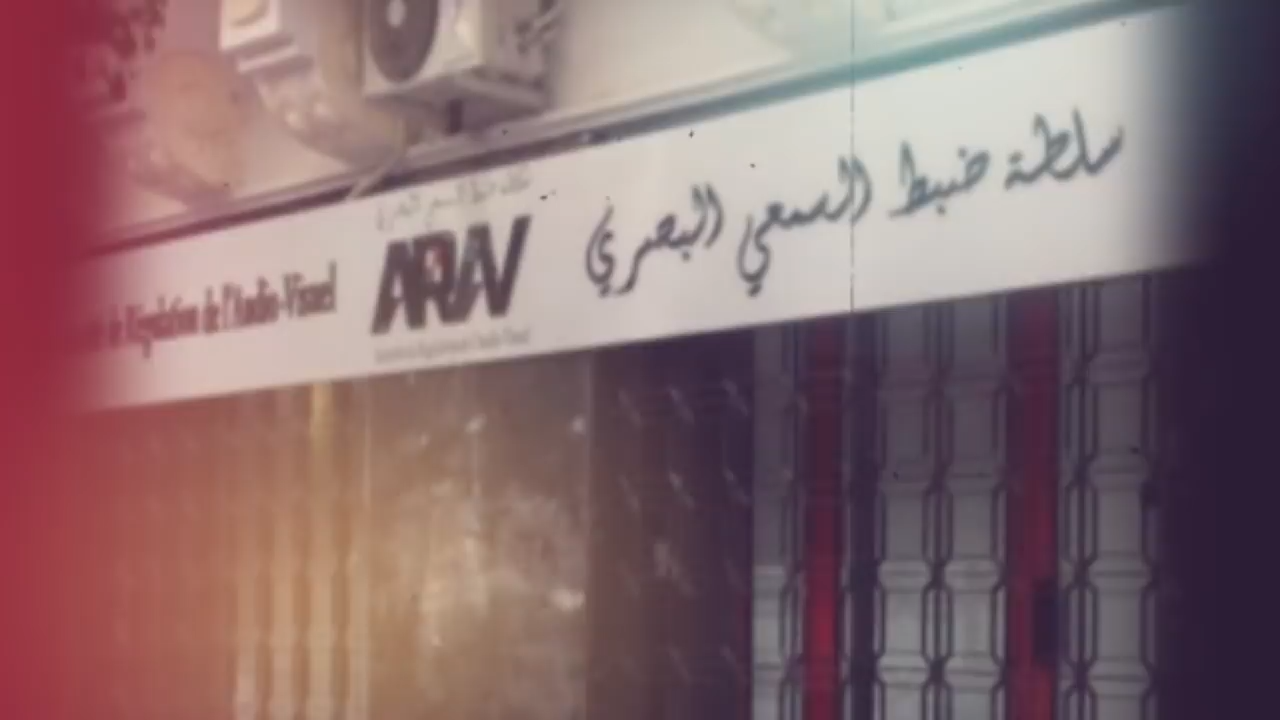 سلطة ضبط السمعي البصري
ARAV
de Régulation de l'Audio-Visuel